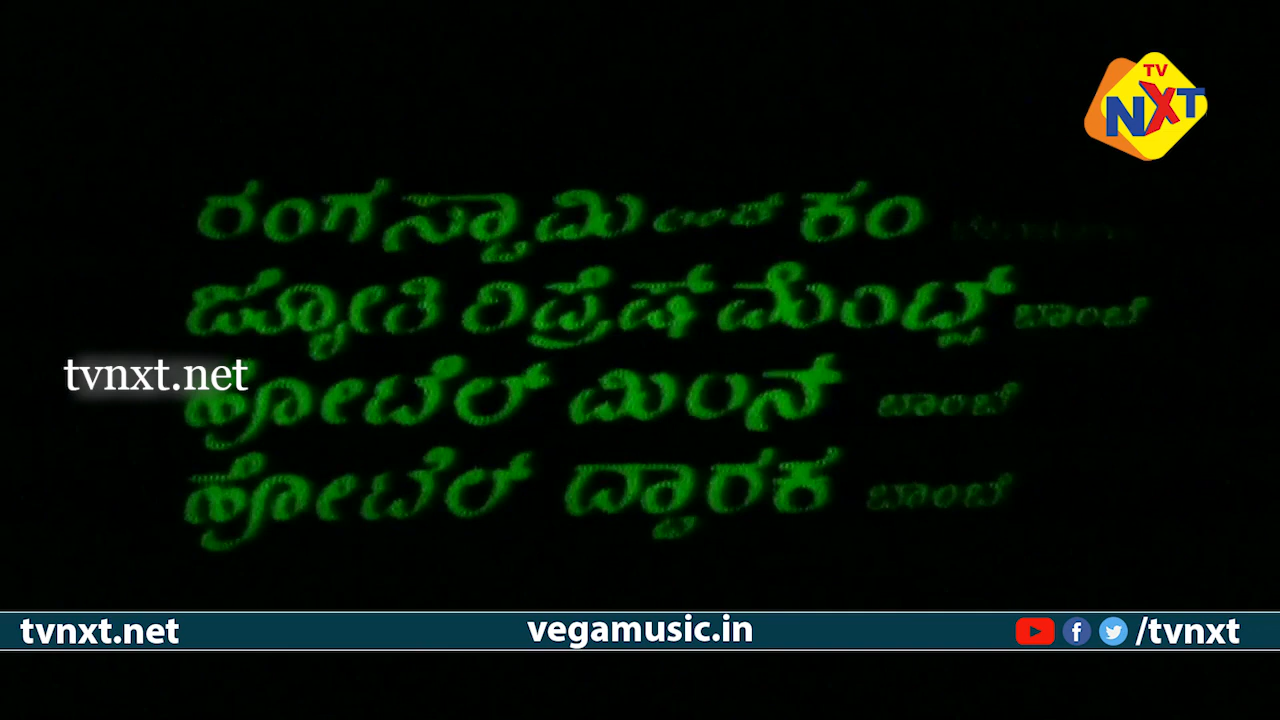 TV
NXT
ರಂಗಸ್ವಾಮಿ ಅಂಡ್ ಕಂ
ಜ್ಯೋತಿ ರಿಫ್ರೆಷ್ ಮೆಂಟ್ಸ್ ಬಾಂಬೆ
tvnxt.net
ಹೋಟೆಲ್ ಮಿಲನ್ ಬಾಂಬೆ
ಹೋಟೆಲ್ ದ್ವಾರಕ ಬಾಂಬೆ
tvnxt.net vegamusic.in /tvnxt